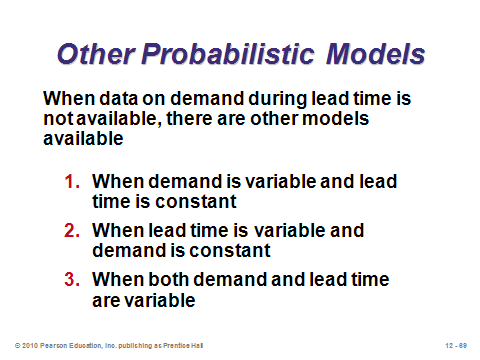 Other Probabilistic Models
When data on demand during lead time is
not available, there are other models
available
1. When demand is variable and lead
time is constant
2. When lead time is variable and
demand is constant
3. When both demand and lead time
are variable
© 2010 Pearson Education, Inc. publishing as Prentice Hall
12 - 69